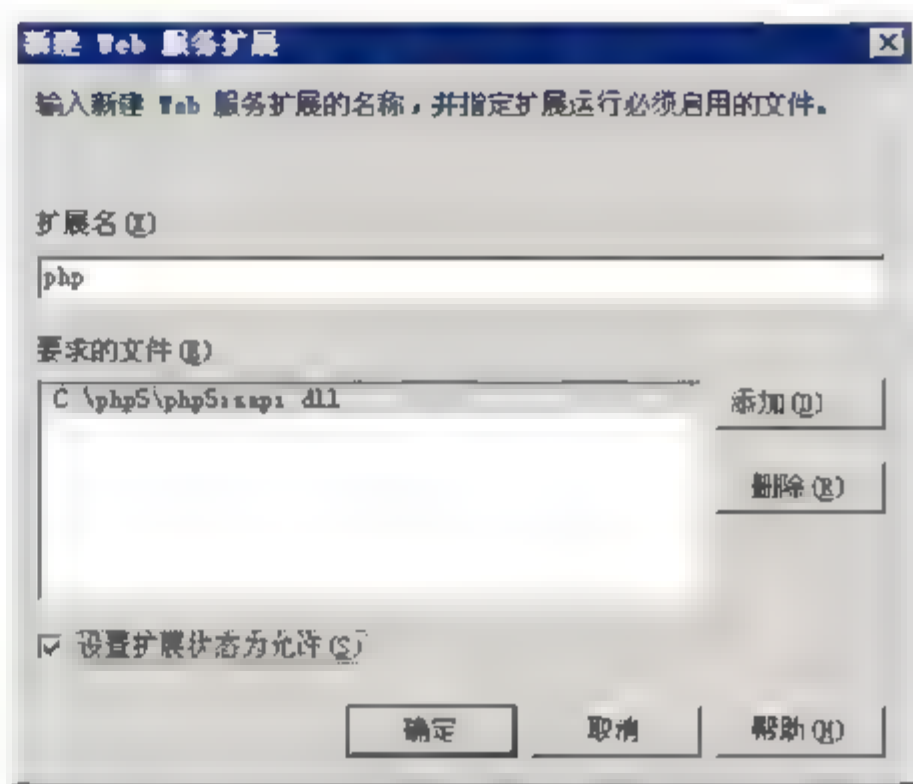 新建 Web 服务扩展
输入新建 Web 服务扩展的名称，并指定扩展运行必须启用的文件。
扩展名(X)
php
要求的文件(E)
C \php5\php5isapi dll
添加(D)
删除(R)
设置扩展状态为允许(S)
确定
取消
帮助(H)